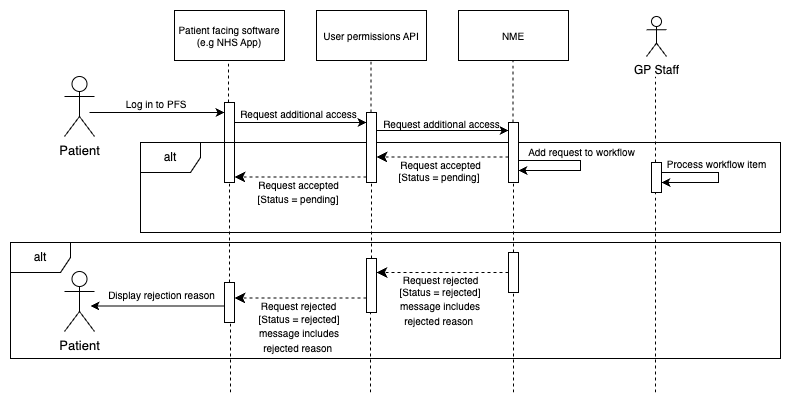 Patient facing software
(e.g NHS App)
User permissions API
NME
GP Staff
Log in to PFS
Patient
Request additional access
Request additional access
alt
Request accepted
[Status = pending]
Request accepted
[Status = pending]
Add request to workflow
Process workflow item
alt
Request rejected
[Status = rejected]
message includes
rejected reason
Request rejected
[Status = rejected]
message includes
rejected reason
Display rejection reason
Patient